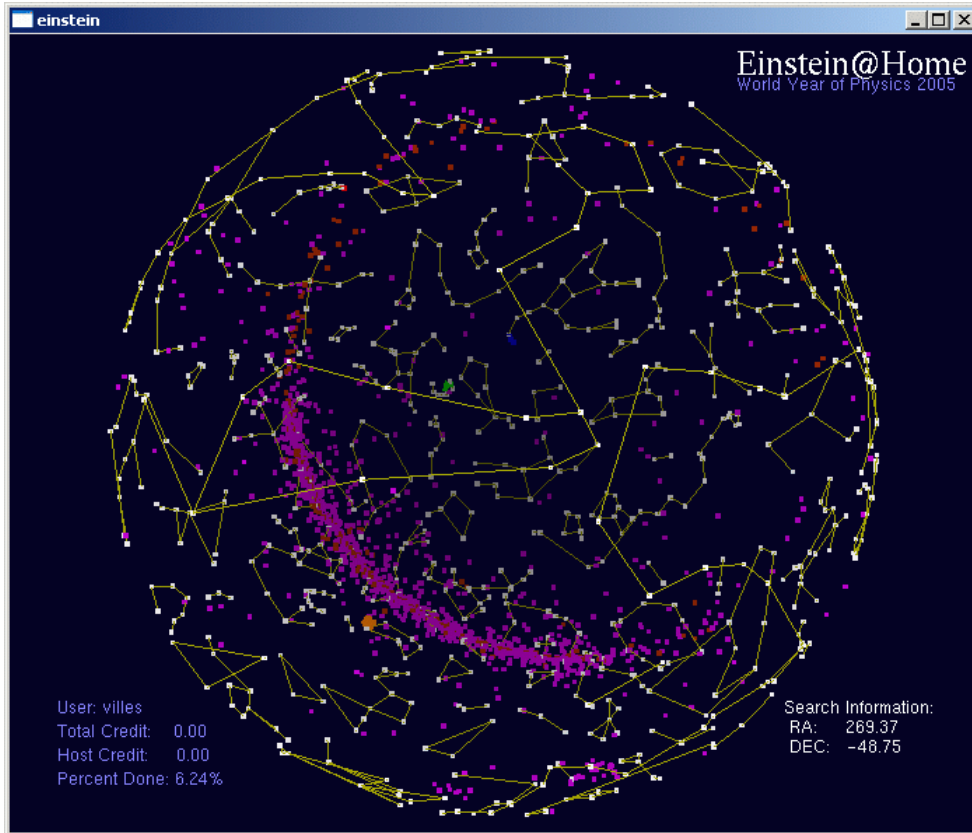 einstein
Einstein@Home
World Year of Physics 2005
User: villes
Total Credit: 0.00
Host Credit: 0.00
Percent Done: 6.24%
Search Information:
RA: 269.37
DEC: -48.75